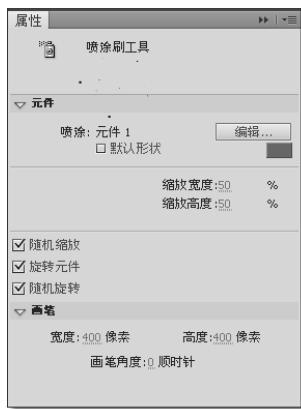 属性
喷涂刷工具
元件
喷涂: 元件 1 编辑...
默认形状
缩放宽度:50 %
缩放高度:50 %
随机缩放
旋转元件
随机旋转
画笔
宽度:400 像素 高度:400 像素
画笔角度:0 顺时针